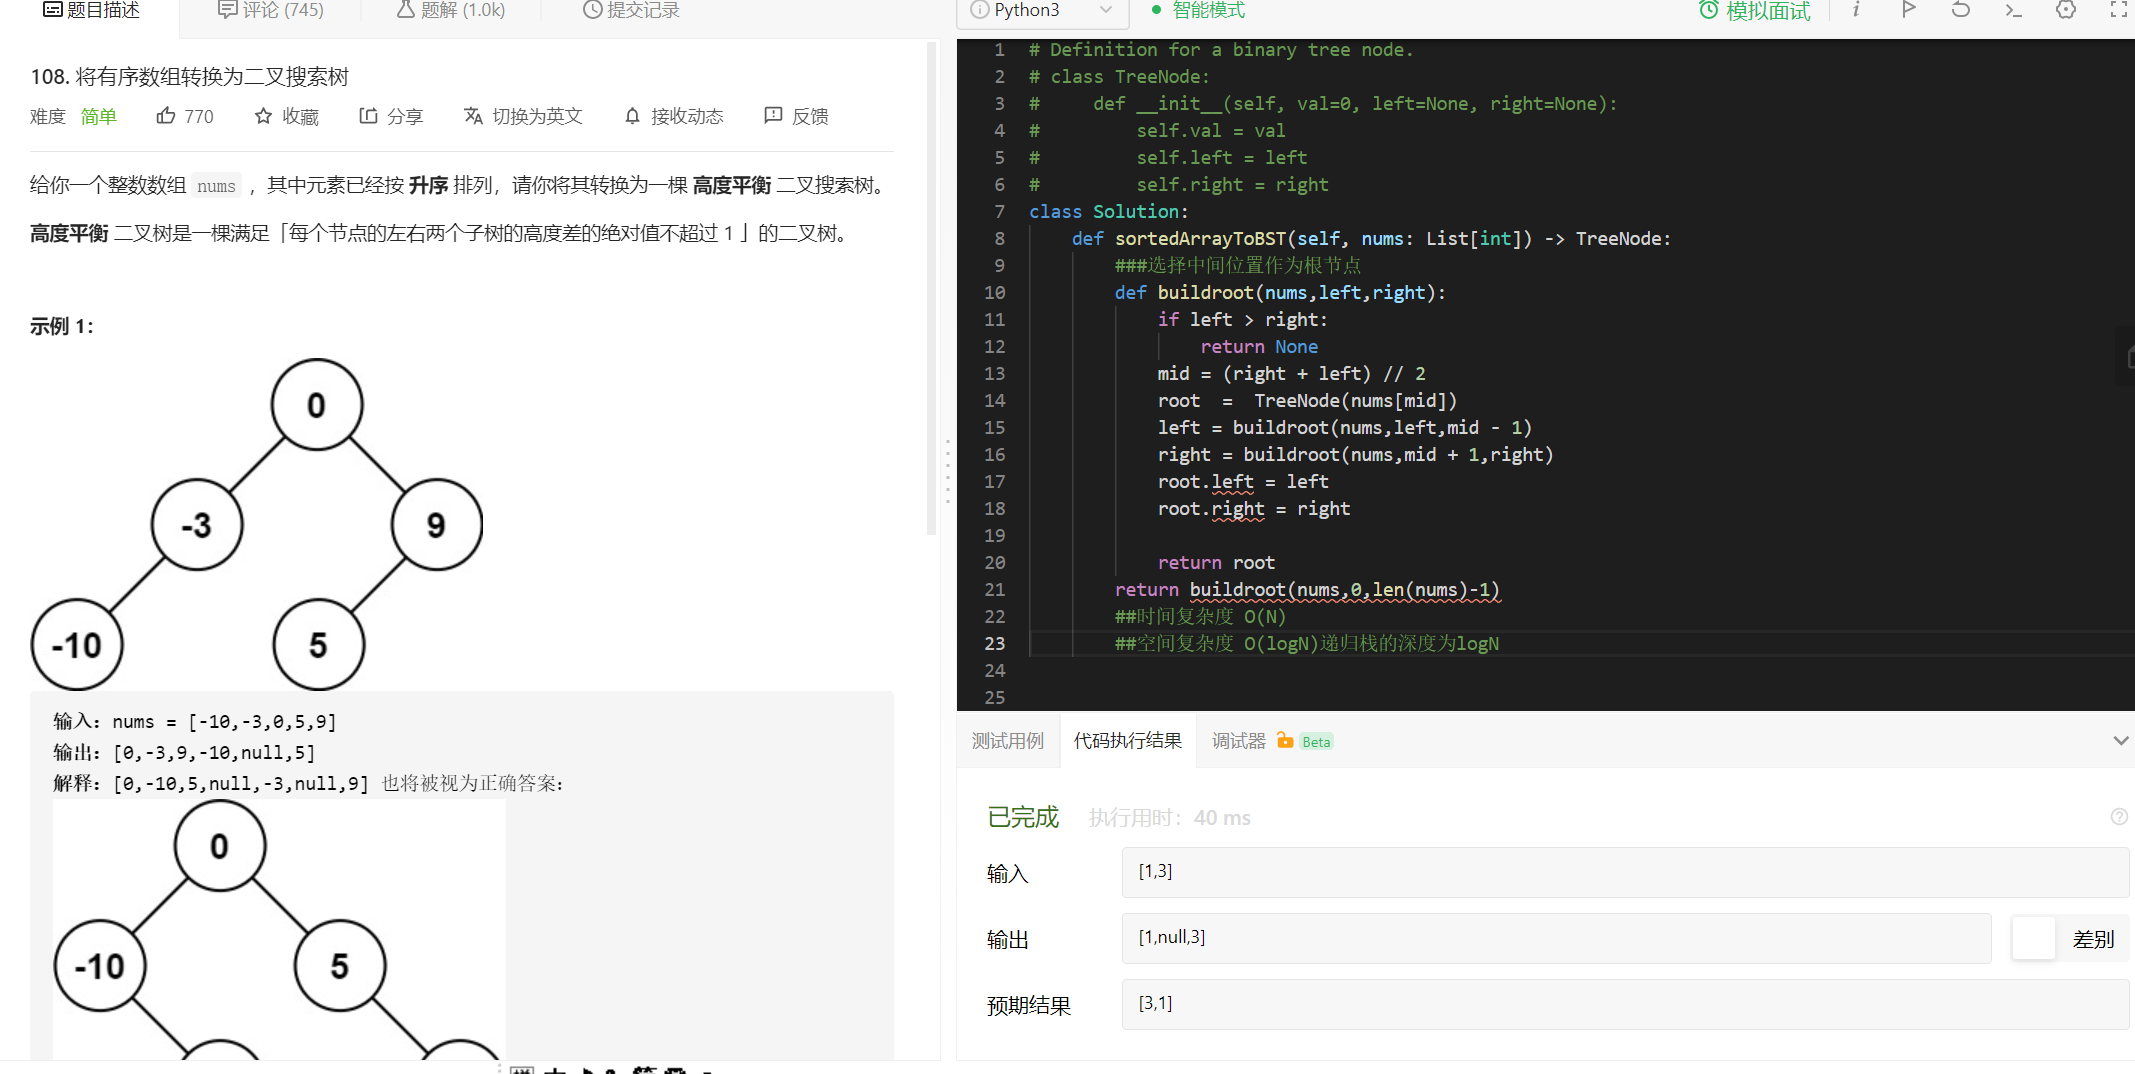 题目描述
评论 (745)
题解 (1.0k)
提交记录
108. 将有序数组转换为二叉搜索树
难度 简单 770 收藏 分享 切换为英文 接收动态 反馈
给你一个整数数组 nums ，其中元素已经按 升序 排列，请你将其转换为一棵 高度平衡 二叉搜索树。
高度平衡 二叉树是一棵满足「每个节点的左右两个子树的高度差的绝对值不超过 1 」的二叉树。
示例 1：
0
-3
9
-10
5
输入：nums = [-10,-3,0,5,9]
输出：[0,-3,9,-10,null,5]
解释：[0,-10,5,null,-3,null,9] 也将被视为正确答案：
0
-10
5
Python3
智能模式
模拟面试
1 # Definition for a binary tree node.
2 # class TreeNode:
3 #     def __init__(self, val=0, left=None, right=None):
4 #         self.val = val
5 #         self.left = left
6 #         self.right = right
7 class Solution:
8     def sortedArrayToBST(self, nums: List[int]) -> TreeNode:
9         ###选择中间位置作为根节点
10         def buildroot(nums,left,right):
11             if left > right:
12                 return None
13             mid = (right + left) // 2
14             root  =  TreeNode(nums[mid])
15             left = buildroot(nums,left,mid - 1)
16             right = buildroot(nums,mid + 1,right)
17             root.left = left
18             root.right = right
19
20             return root
21         return buildroot(nums,0,len(nums)-1)
22         ##时间复杂度 O(N)
23         ##空间复杂度 O(logN)递归栈的深度为logN
24
25
测试用例
代码执行结果
调试器 Beta
已完成 执行用时：40 ms
输入 [1,3]
输出 [1,null,3] 差别
预期结果 [3,1]